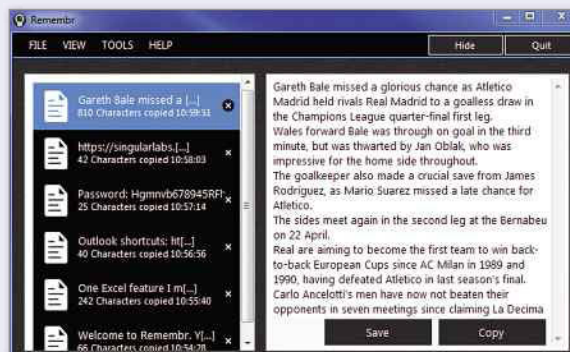 Remembr
FILE VIEW TOOLS HELP
Hide Quit
Gareth Bale missed a [...]
810 Characters copied 10:59:51
https://singularlabs.[...]
42 Characters copied 10:58:03
Password: Hgmnvb678945RFh
25 Characters copied 10:57:14
Outlook shortcuts: ht[...]
40 Characters copied 10:56:56
One Excel feature I m[...]
242 Characters copied 10:55:40
Welcome to Remembr. Y[...]
66 Characters copied 10:54:28
Gareth Bale missed a glorious chance as Atletico
Madrid held rivals Real Madrid to a goalless draw in
the Champions League quarter-final first leg.
Wales forward Bale was through on goal in the third
minute, but was thwarted by Jan Oblak, who was
impressive for the home side throughout.
The goalkeeper also made a crucial save from James
Rodriguez, as Mario Suarez missed a late chance for
Atletico.
The sides meet again in the second leg at the Bernabeu
on 22 April.
Real are aiming to become the first team to win back-
to-back European Cups since AC Milan in 1989 and
1990, having defeated Atletico in last season's final.
Carlo Ancelotti's men have now not beaten their
opponents in seven meetings since claiming La Decima
Save Copy